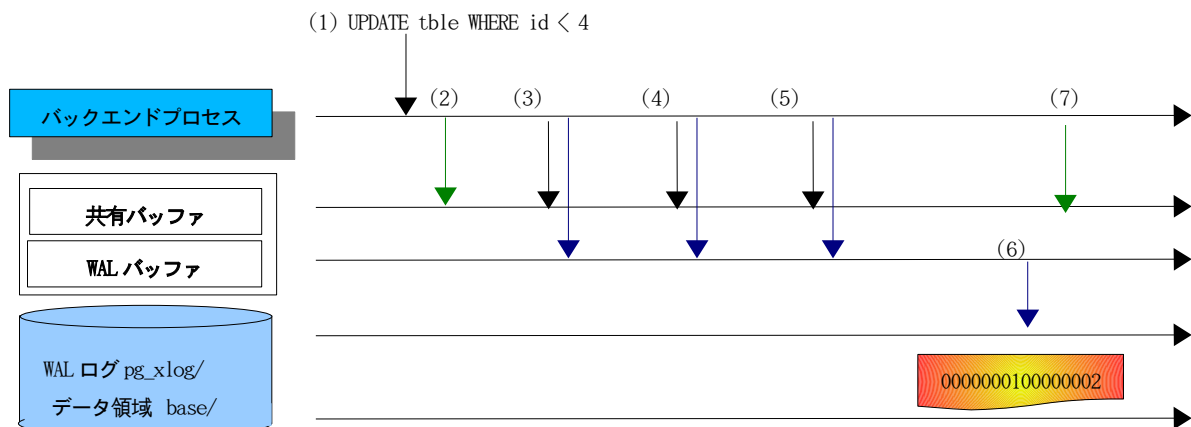 (1) UPDATE tble WHERE id < 4
バックエンドプロセス
(2)
(3)
(4)
(5)
(7)
共有バッファ
WAL バッファ
(6)
WAL ログ pg_xlog/
データ領域 base/
0000000100000002